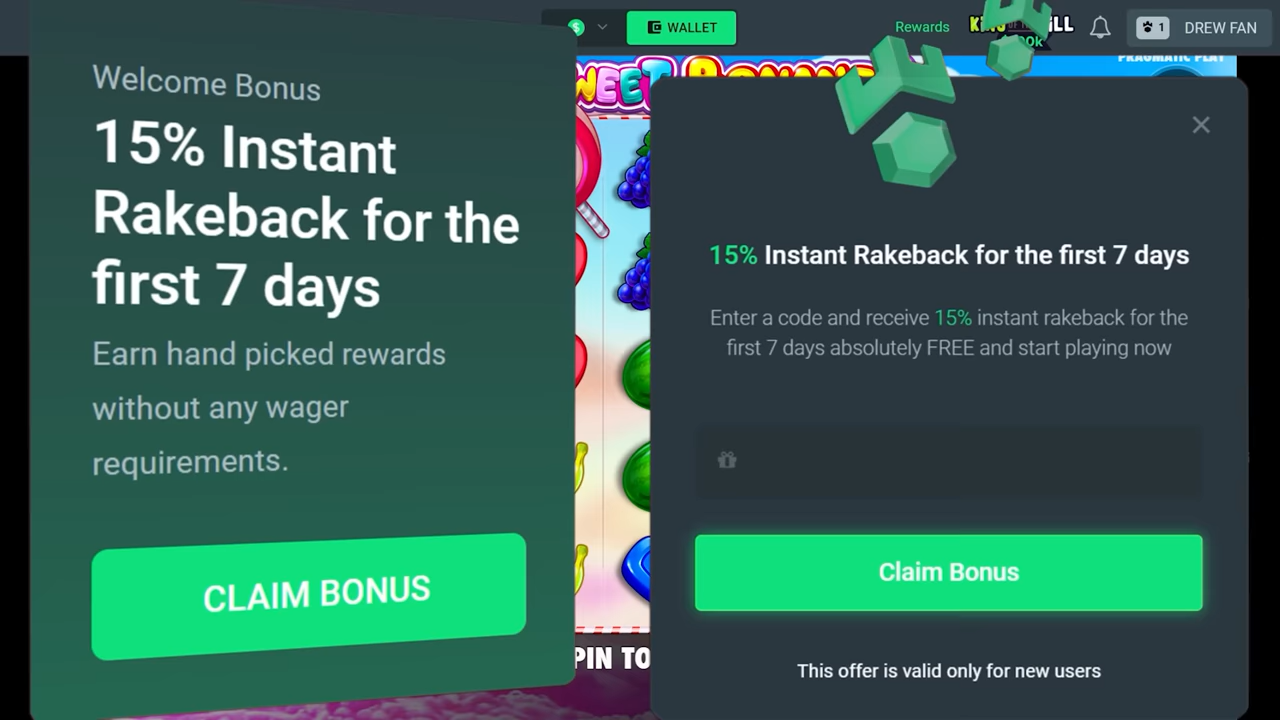 $
WALLET
Rewards
1
DREW FAN
PRAGMATIC PLAY
Welcome Bonus
15% Instant
Rakeback for the
first 7 days
Earn hand picked rewards
without any wager
requirements.
CLAIM BONUS
15% Instant Rakeback for the first 7 days
Enter a code and receive 15% instant rakeback for the
first 7 days absolutely FREE and start playing now
Claim Bonus
This offer is valid only for new users